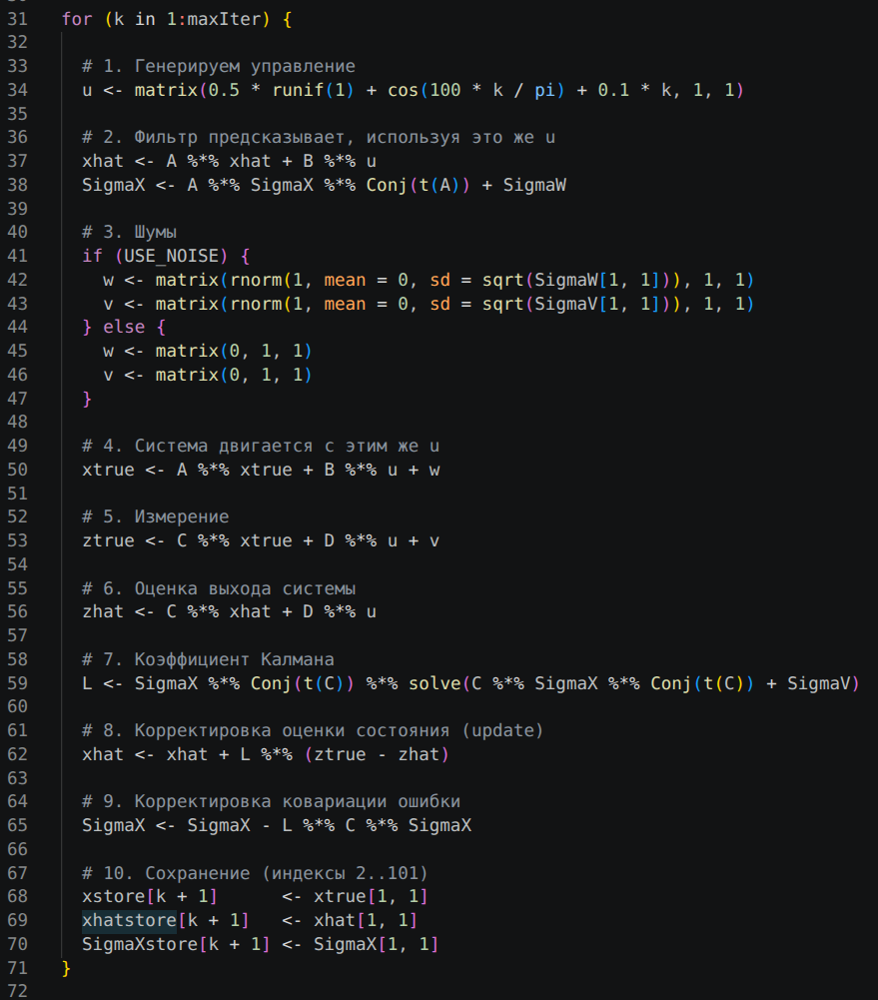 31 for (k in 1:maxIter) {
32
33 # 1. Генерируем управление
34 u <- matrix(0.5 * runif(1) + cos(100 * k / pi) + 0.1 * k, 1, 1)
35
36 # 2. Фильтр предсказывает, используя это же u
37 xhat <- A %*% xhat + B %*% u
38 SigmaX <- A %*% SigmaX %*% Conj(t(A)) + SigmaW
39
40 # 3. Шумы
41 if (USE_NOISE) {
42 w <- matrix(rnorm(1, mean = 0, sd = sqrt(SigmaW[1, 1])), 1, 1)
43 v <- matrix(rnorm(1, mean = 0, sd = sqrt(SigmaV[1, 1])), 1, 1)
44 } else {
45 w <- matrix(0, 1, 1)
46 v <- matrix(0, 1, 1)
47 }
48
49 # 4. Система двигается с этим же u
50 xtrue <- A %*% xtrue + B %*% u + w
51
52 # 5. Измерение
53 ztrue <- C %*% xtrue + D %*% u + v
54
55 # 6. Оценка выхода системы
56 zhat <- C %*% xhat + D %*% u
57
58 # 7. Коэффициент Калмана
59 L <- SigmaX %*% Conj(t(C)) %*% solve(C %*% SigmaX %*% Conj(t(C)) + SigmaV)
60
61 # 8. Корректировка оценки состояния (update)
62 xhat <- xhat + L %*% (ztrue - zhat)
63
64 # 9. Корректировка ковариации ошибки
65 SigmaX <- SigmaX - L %*% C %*% SigmaX
66
67 # 10. Сохранение (индексы 2..101)
68 xstore[k + 1] <- xtrue[1, 1]
69 xhatstore[k + 1] <- xhat[1, 1]
70 SigmaXstore[k + 1] <- SigmaX[1, 1]
71 }
72